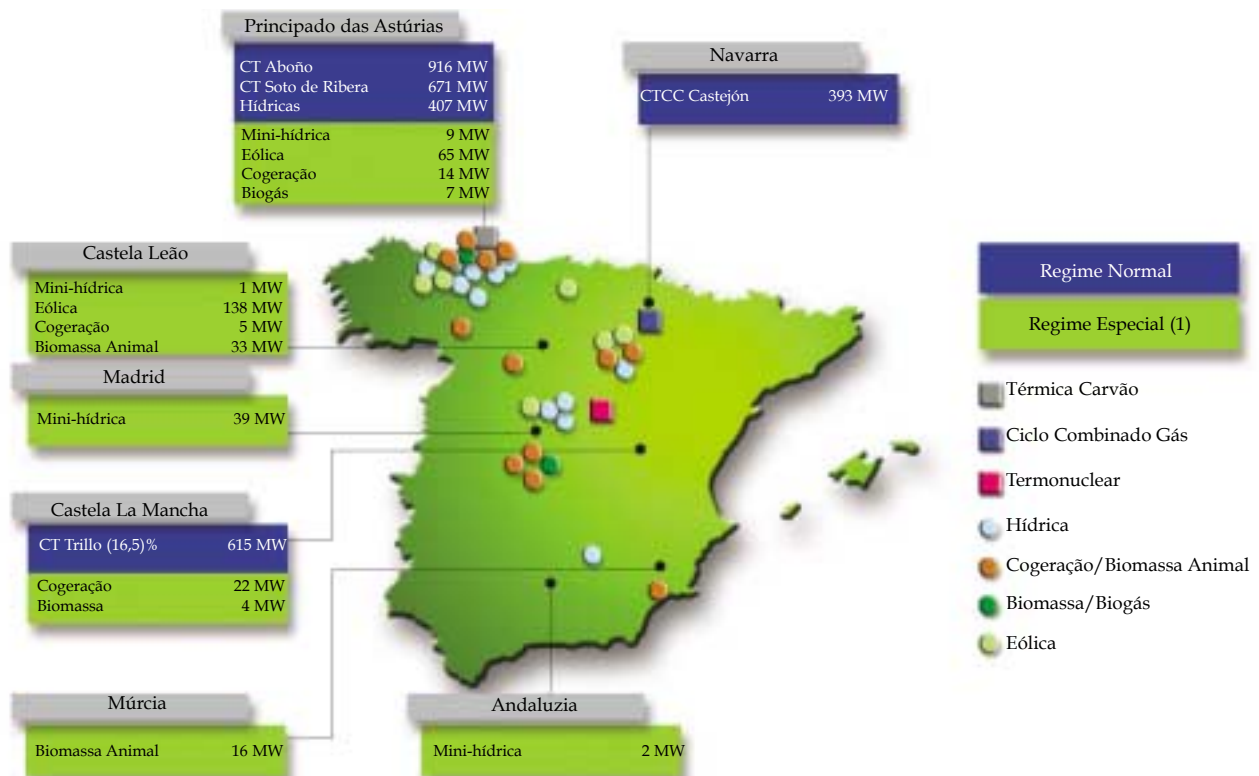 Principado das Astúrias
CT Aboño 916 MW
CT Soto de Ribera 671 MW
Hídricas 407 MW
Mini-hídrica 9 MW
Eólica 65 MW
Cogeração 14 MW
Biogás 7 MW
Navarra
CTCC Castejón 393 MW
Castela Leão
Mini-hídrica 1 MW
Eólica 138 MW
Cogeração 5 MW
Biomassa Animal 33 MW
Madrid
Mini-hídrica 39 MW
Castela La Mancha
CT Trillo (16,5)% 615 MW
Cogeração 22 MW
Biomassa 4 MW
Múrcia
Biomassa Animal 16 MW
Andaluzia
Mini-hídrica 2 MW
Regime Normal
Regime Especial (1)
Térmica Carvão
Ciclo Combinado Gás
Termonuclear
Hídrica
Cogeração/Biomassa Animal
Biomassa/Biogás
Eólica